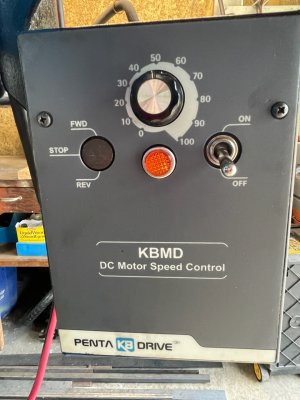 50
40 60
30 70
20 80
10 90
0 100
FWD
STOP
REV
ON
OFF
KBMD
DC Motor Speed Control
PENTA KB DRIVE